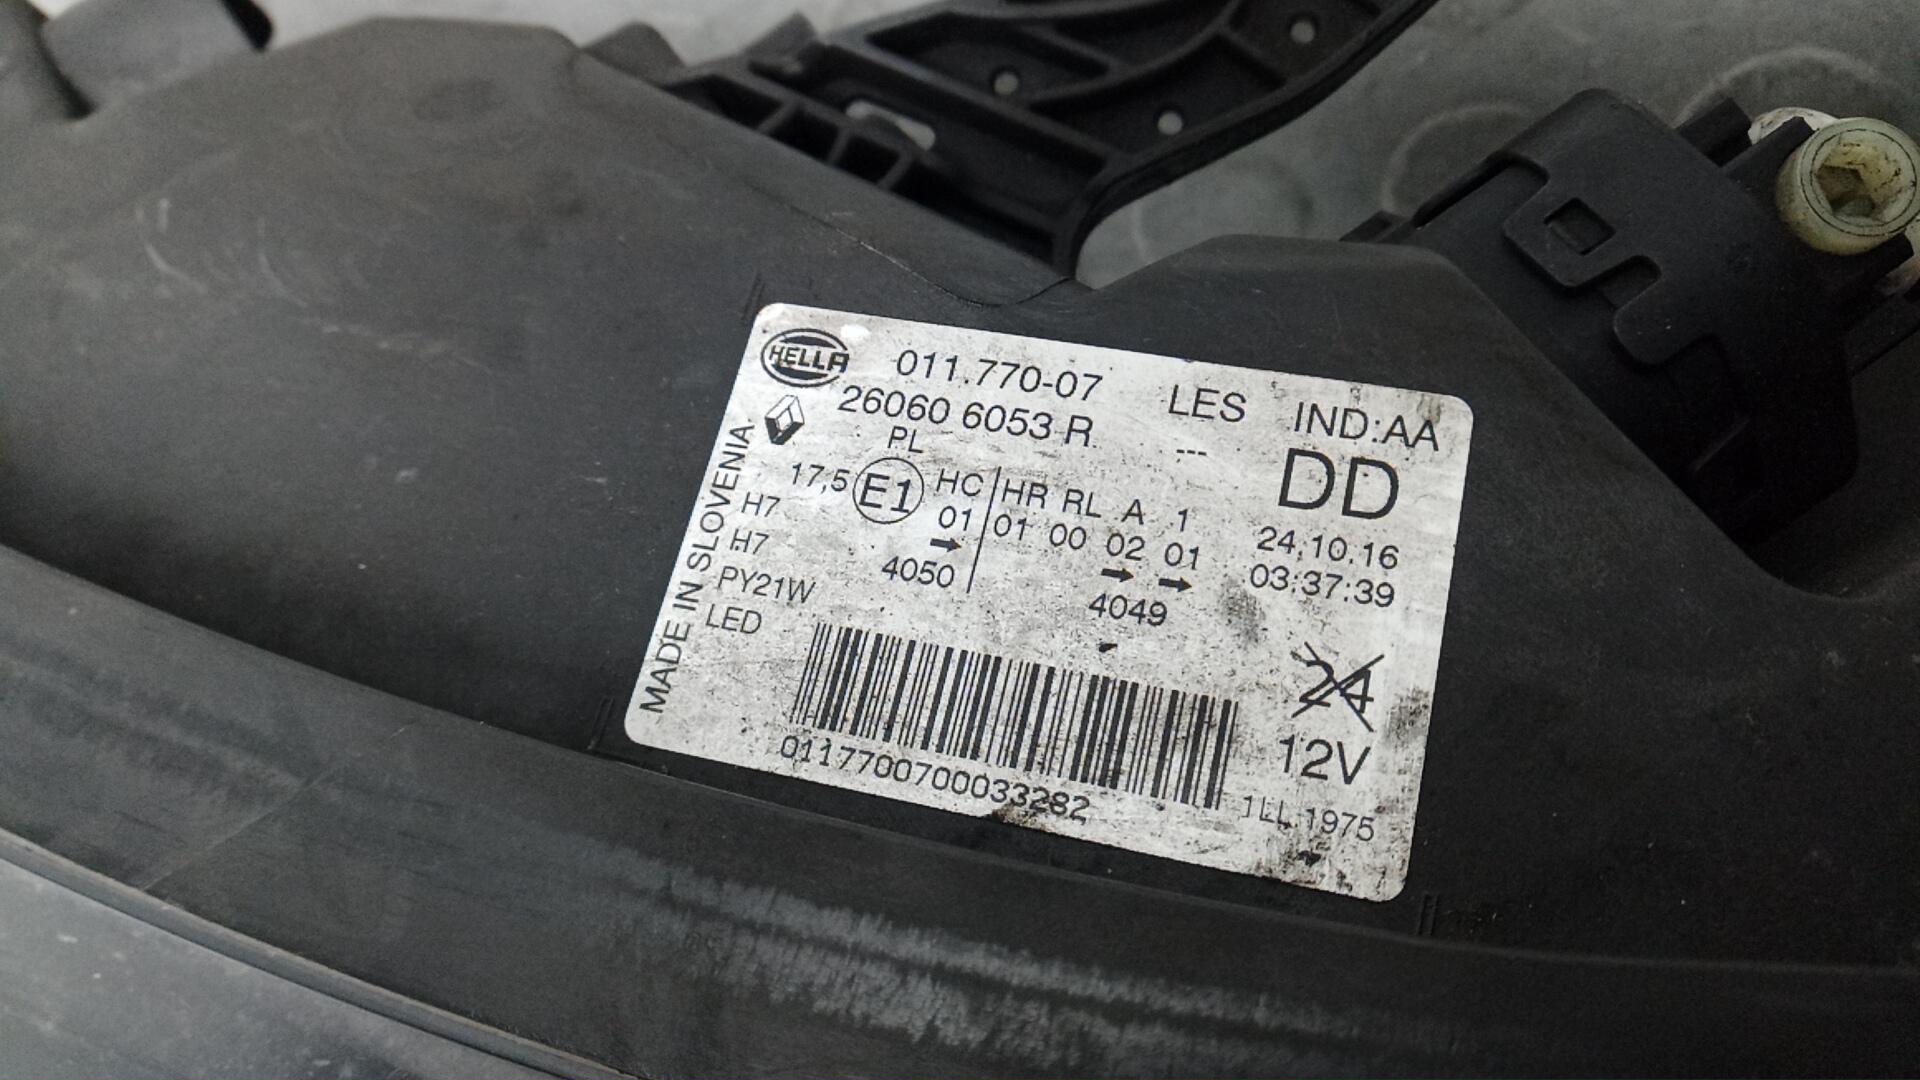 HELLA
011.770-07 LES IND:AA
26060 6053 R --- DD
PL
17,5 E1 HC HR RL A 1
01 01 00 02 01
24.10.16
03:37:39
H7
H7
PY21W
LED
4050 4049
MADE IN SLOVENIA
24
12V
0117700700033282
1LL 1975